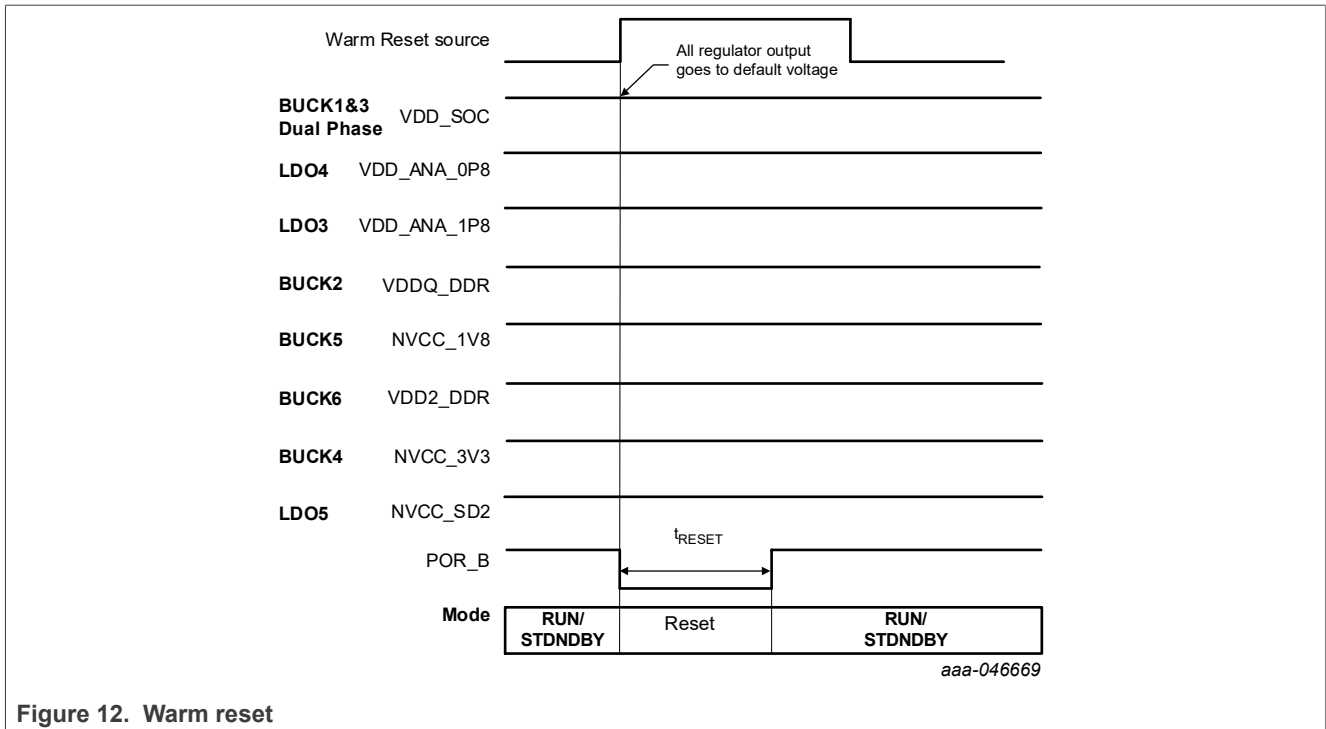 Warm Reset source
All regulator output
goes to default voltage
BUCK1&3
Dual Phase
VDD_SOC
LDO4 VDD_ANA_0P8
LDO3 VDD_ANA_1P8
BUCK2 VDDQ_DDR
BUCK5 NVCC_1V8
BUCK6 VDD2_DDR
BUCK4 NVCC_3V3
LDO5 NVCC_SD2
tRESET
POR_B
Mode
RUN/
STDNDBY
Reset
RUN/
STDNDBY
aaa-046669
Figure 12. Warm reset